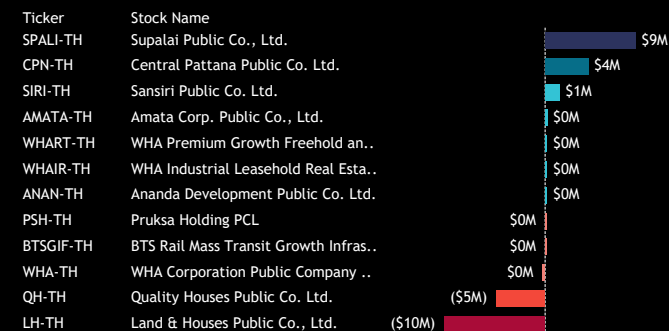 Ticker Stock Name
SPALI-TH Supalai Public Co., Ltd. $9M
CPN-TH Central Pattana Public Co. Ltd. $4M
SIRI-TH Sansiri Public Co. Ltd. $1M
AMATA-TH Amata Corp. Public Co., Ltd. $0M
WHART-TH WHA Premium Growth Freehold an.. $0M
WHAIR-TH WHA Industrial Leasehold Real Esta.. $0M
ANAN-TH Ananda Development Public Co. Ltd. $0M
PSH-TH Pruksa Holding PCL $0M
BTSGIF-TH BTS Rail Mass Transit Growth Infras.. $0M
WHA-TH WHA Corporation Public Company .. $0M
QH-TH Quality Houses Public Co. Ltd. ($5M)
LH-TH Land & Houses Public Co., Ltd. ($10M)